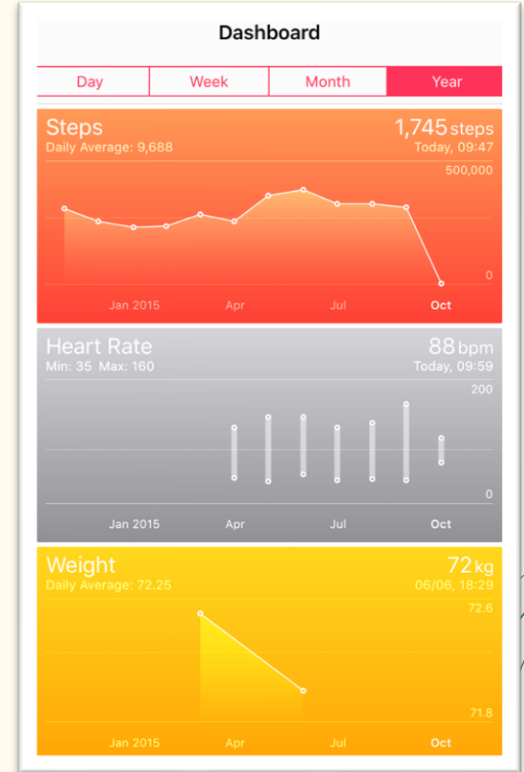 Dashboard
Day Week Month Year
Steps 1,745 steps
Daily Average: 9,688 Today, 09:47
500,000
0
Jan 2015 Apr Jul Oct
Heart Rate 88 bpm
Min: 35 Max: 160 Today, 09:59
200
0
Jan 2015 Apr Jul Oct
Weight 72 kg
Daily Average: 72.25 06/06, 18:29
72.6
71.8
Jan 2015 Apr Jul Oct